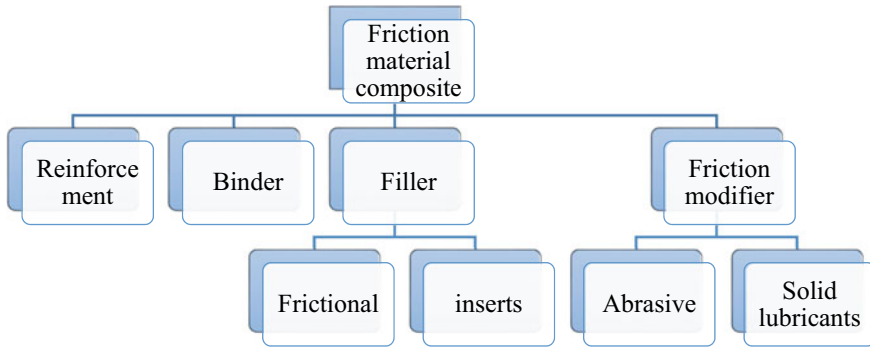 Friction
material
composite
Reinforce
ment
Binder
Filler
Friction
modifier
Frictional
inserts
Abrasive
Solid
lubricants